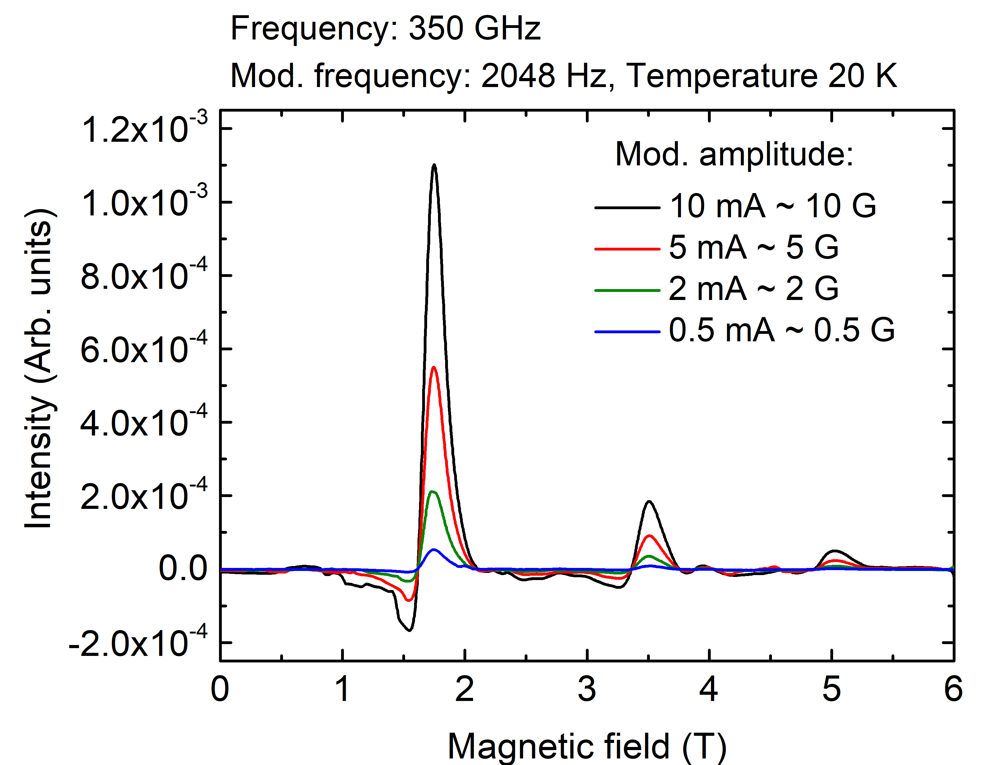 Frequency: 350 GHz
Mod. frequency: 2048 Hz, Temperature 20 K
Intensity (Arb. units)
1.2x10⁻³
1.0x10⁻³
8.0x10⁻⁴
6.0x10⁻⁴
4.0x10⁻⁴
2.0x10⁻⁴
0.0
-2.0x10⁻⁴
Mod. amplitude:
10 mA ~ 10 G
5 mA ~ 5 G
2 mA ~ 2 G
0.5 mA ~ 0.5 G
0 1 2 3 4 5 6
Magnetic field (T)